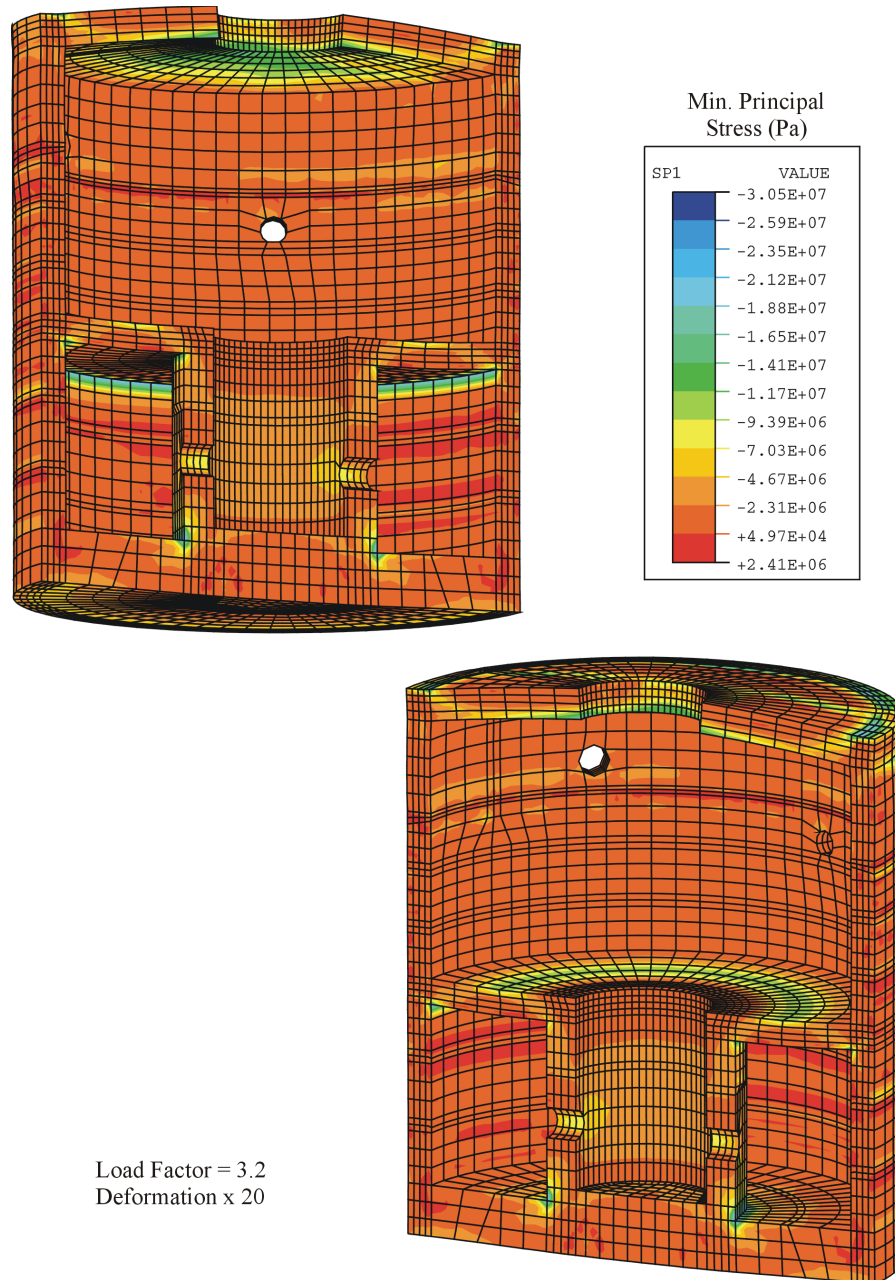 Min. Principal
Stress (Pa)
SP1 VALUE
-3.05E+07
-2.59E+07
-2.35E+07
-2.12E+07
-1.88E+07
-1.65E+07
-1.41E+07
-1.17E+07
-9.39E+06
-7.03E+06
-4.67E+06
-2.31E+06
+4.97E+04
+2.41E+06
Load Factor = 3.2
Deformation x 20